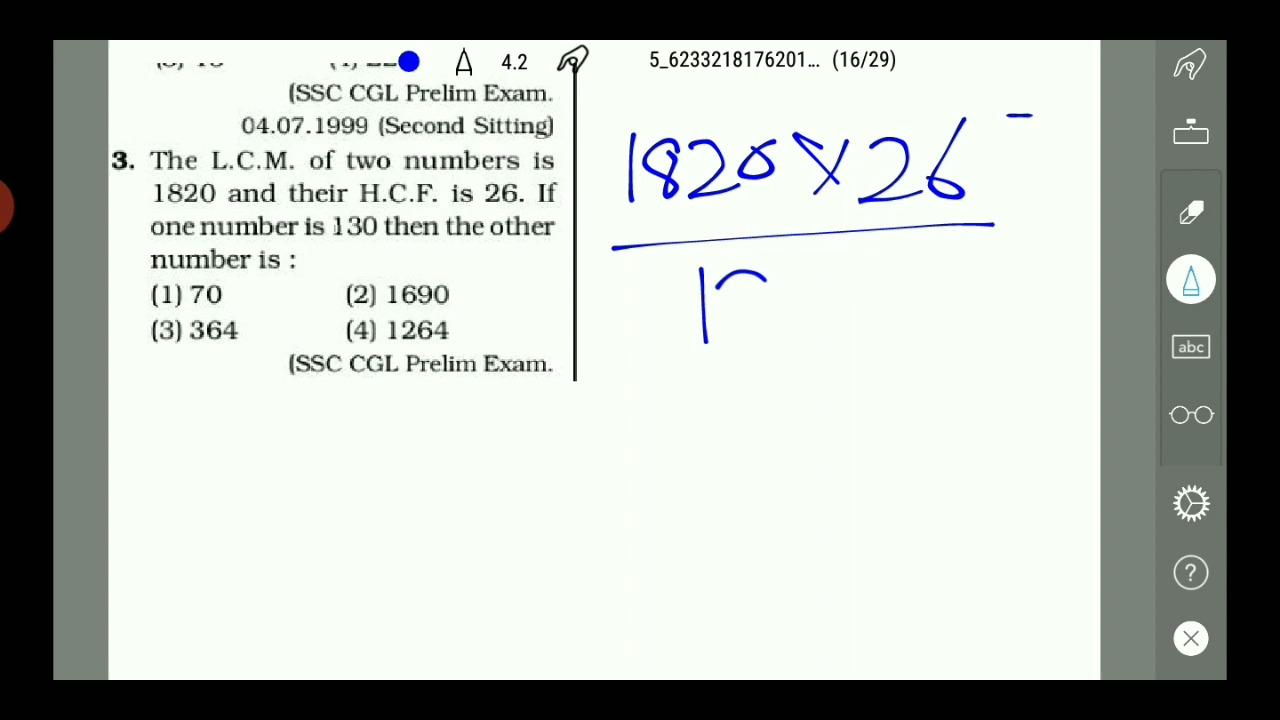 4.2
5_6233218176201... (16/29)
(SSC CGL Prelim Exam.
04.07.1999 (Second Sitting)
3. The L.C.M. of two numbers is
1820 and their H.C.F. is 26. If
one number is 130 then the other
number is :
(1) 70 (2) 1690
(3) 364 (4) 1264
(SSC CGL Prelim Exam.
1820 × 26
abc
?